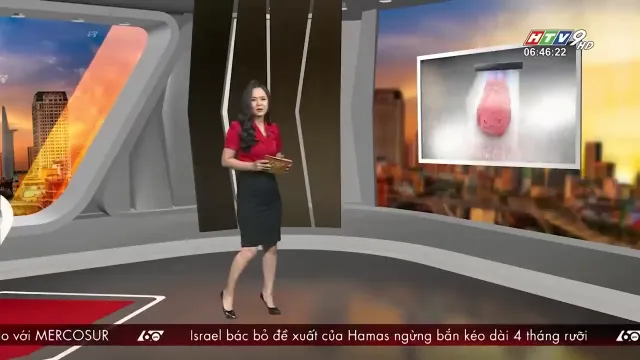 HTV9 HD
06:46:22
o với MERCOSUR 60 Israel bác bỏ đề xuất của Hamas ngừng bắn kéo dài 4 tháng rưỡi